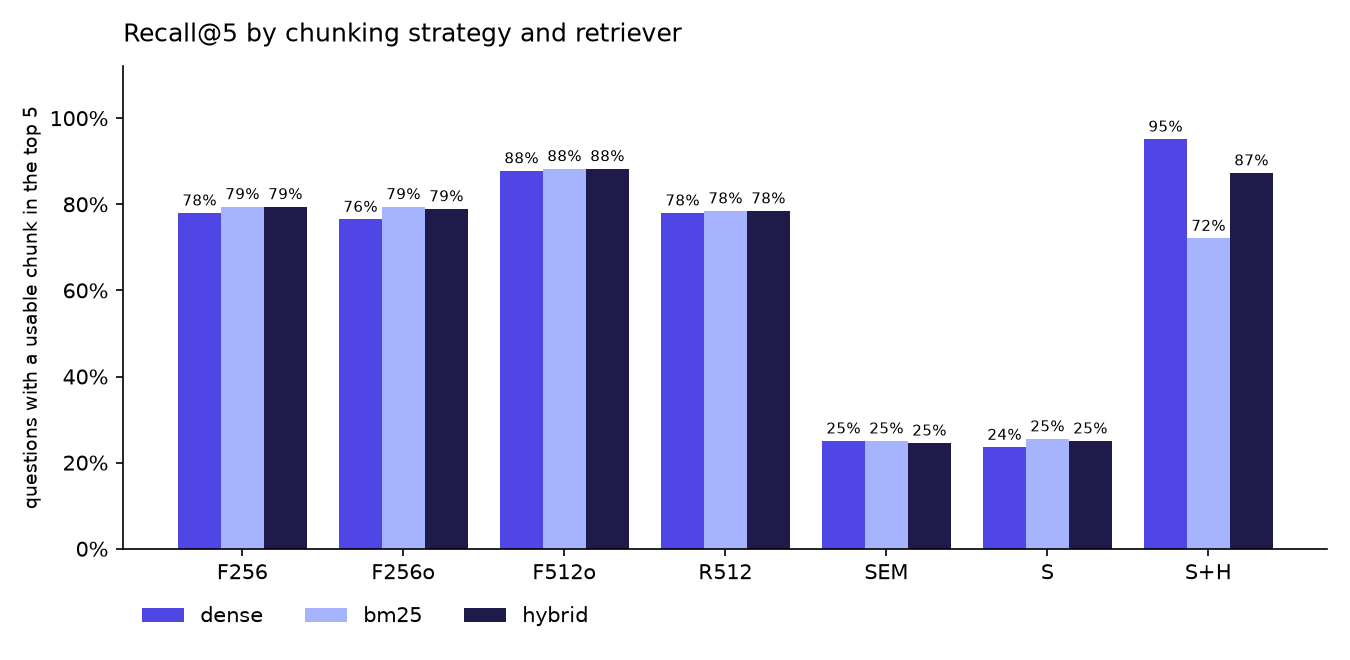 Recall@5 by chunking strategy and retriever
questions with a usable chunk in the top 5
100%
80%
60%
40%
20%
0%
78% 79% 79%
76% 79% 79%
88% 88% 88%
78% 78% 78%
25% 25% 25%
24% 25% 25%
95% 72% 87%
F256 F256o F512o R512 SEM S S+H
dense bm25 hybrid